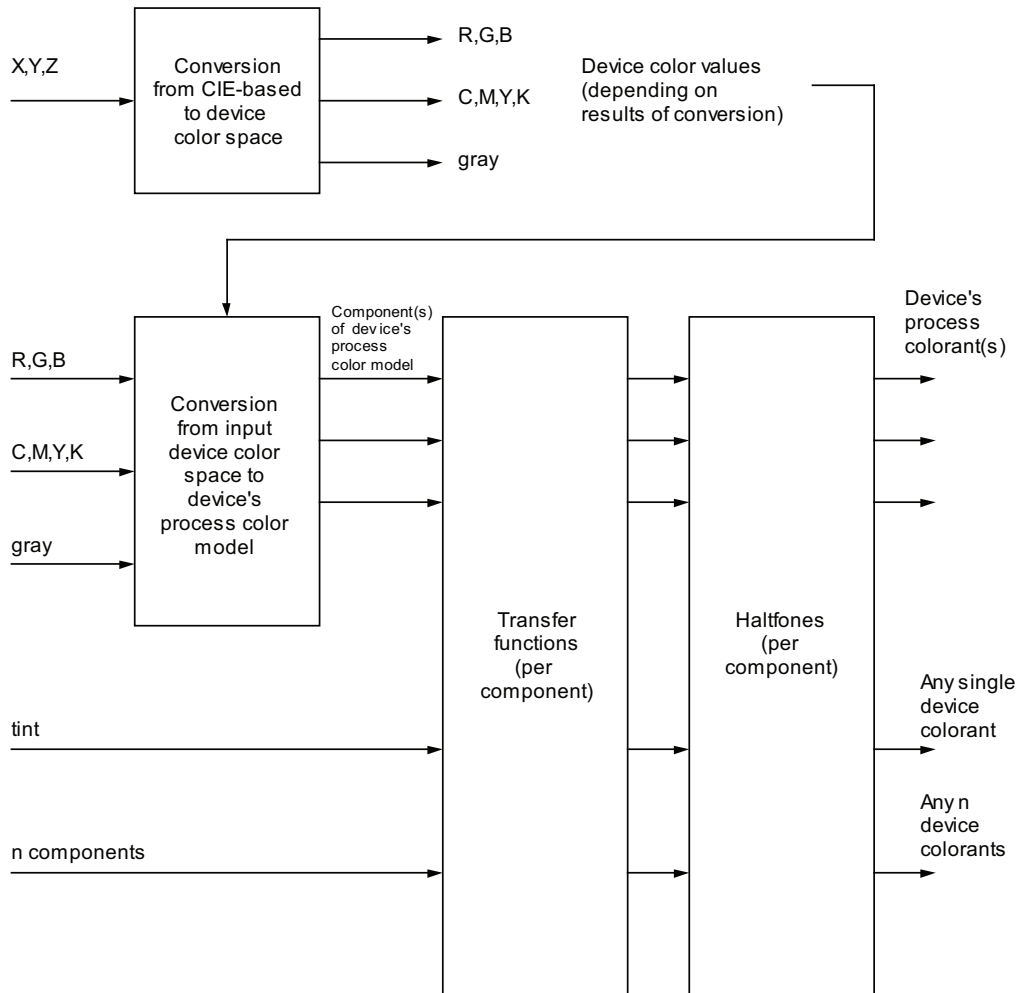 R,G,B
X,Y,Z
Conversion
from CIE-based
to device
color space
C,M,Y,K
gray
Device color values
(depending on
results of conversion)
R,G,B
C,M,Y,K
gray
Conversion
from input
device color
space to
device's
process color
model
Component(s)
of device's
process
color model
Device's
process
colorant(s)
Transfer
functions
(per
component)
Haltfones
(per
component)
tint
Any single
device
colorant
n components
Any n
device
colorants